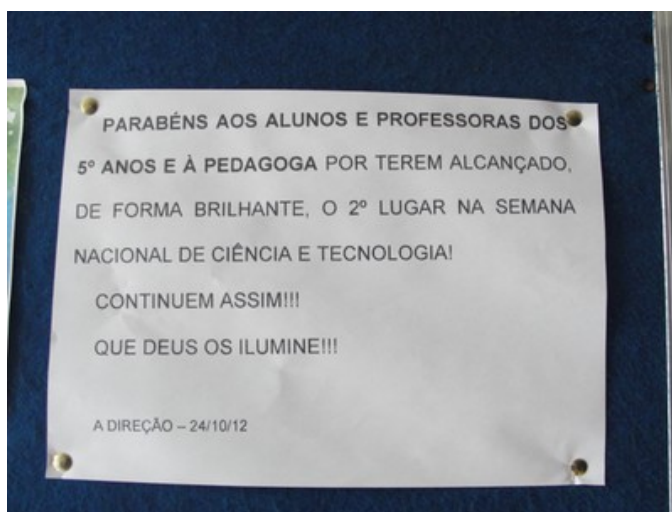 PARABÉNS AOS ALUNOS E PROFESSORAS DOS
5º ANOS E À PEDAGOGA POR TEREM ALCANÇADO,
DE FORMA BRILHANTE, O 2º LUGAR NA SEMANA
NACIONAL DE CIÊNCIA E TECNOLOGIA!
CONTINUEM ASSIM!!!
QUE DEUS OS ILUMINE!!!
A DIREÇÃO – 24/10/12